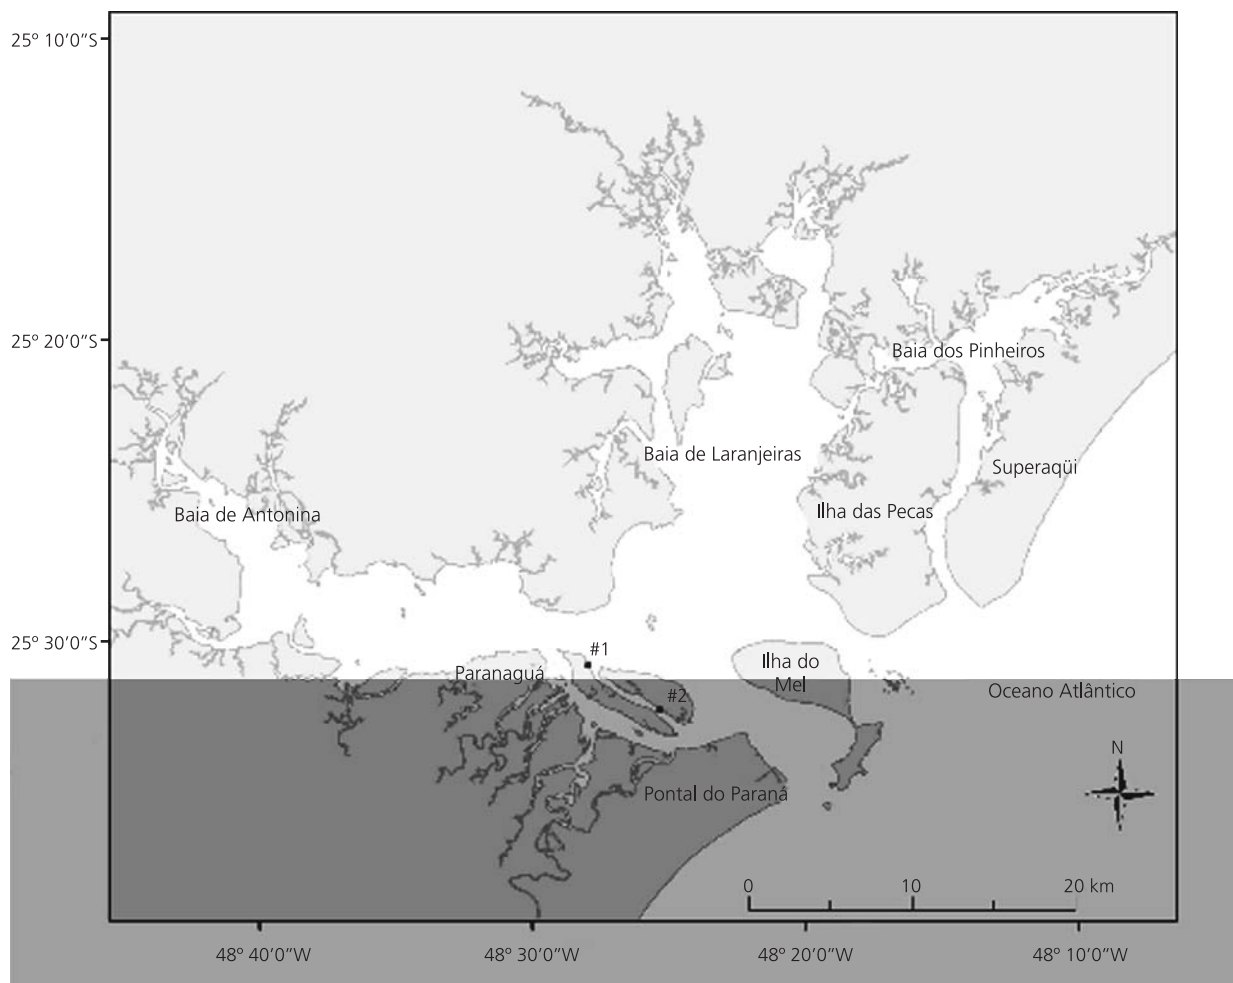 25° 10’0”S
25° 20’0”S
Baia dos Pinheiros
Baia de Laranjeiras
Superaqüi
Ilha das Pecas
Baia de Antonina
25° 30’0”S
#1
Paranaguá
Ilha do
Mel
#2
Oceano Atlântico
N
Pontal do Paraná
0 10 20 km
48° 40’0”W 48° 30’0”W 48° 20’0”W 48° 10’0”W